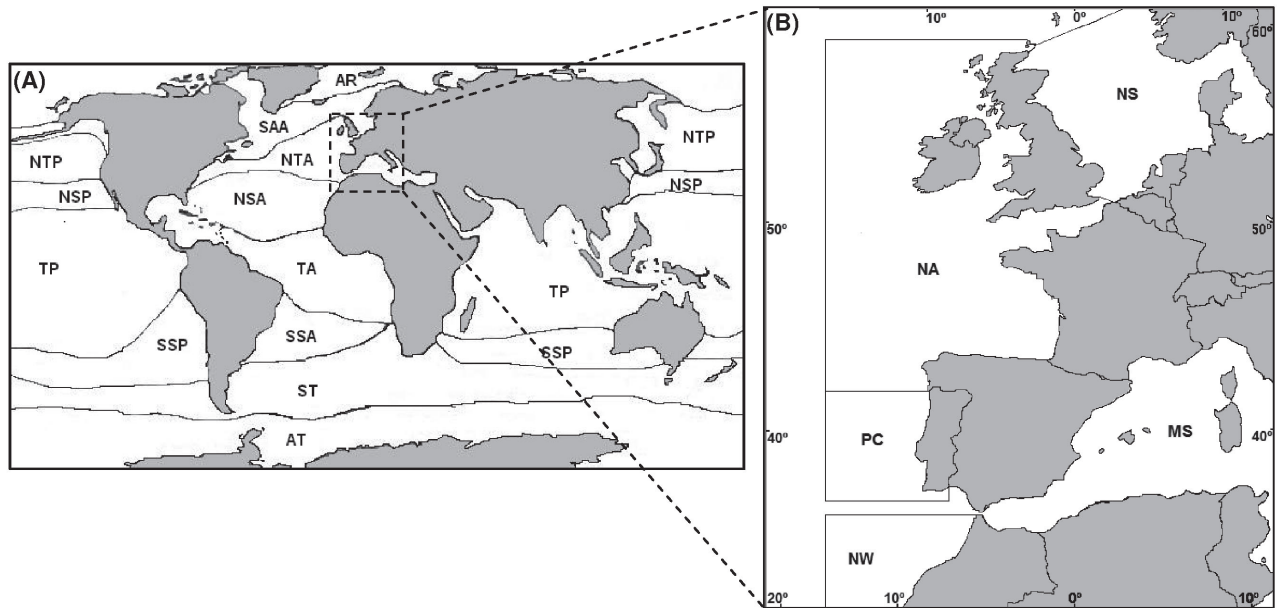 (A)
AR
SAA
NTP
NTA
NTP
NSP
NSA
NSP
TP
TA
TP
SSP
SSA
SSP
ST
AT
(B)
10º 0º 10º
60º
NS
50º 50º
NA
PC
MS
40º 40º
NW
20º 10º 0º 10º